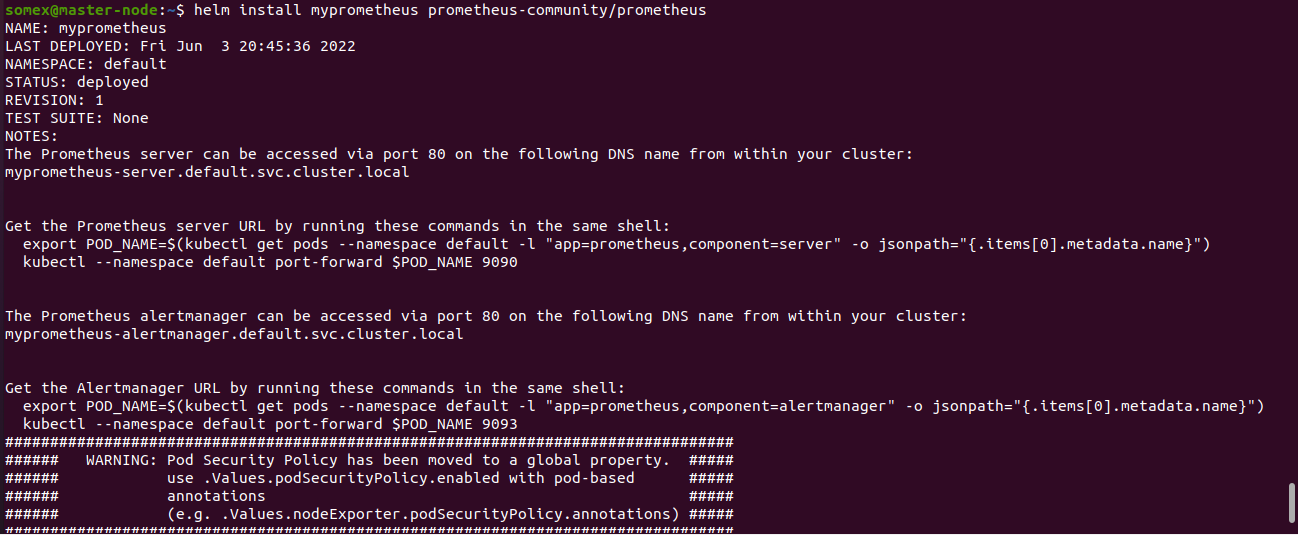 somex@master-node:~$ helm install myprometheus prometheus-community/prometheus
NAME: myprometheus
LAST DEPLOYED: Fri Jun  3 20:45:36 2022
NAMESPACE: default
STATUS: deployed
REVISION: 1
TEST SUITE: None
NOTES:
The Prometheus server can be accessed via port 80 on the following DNS name from within your cluster:
myprometheus-server.default.svc.cluster.local
Get the Prometheus server URL by running these commands in the same shell:
  export POD_NAME=$(kubectl get pods --namespace default -l "app=prometheus,component=server" -o jsonpath="{.items[0].metadata.name}")
  kubectl --namespace default port-forward $POD_NAME 9090
The Prometheus alertmanager can be accessed via port 80 on the following DNS name from within your cluster:
myprometheus-alertmanager.default.svc.cluster.local
Get the Alertmanager URL by running these commands in the same shell:
  export POD_NAME=$(kubectl get pods --namespace default -l "app=prometheus,component=alertmanager" -o jsonpath="{.items[0].metadata.name}")
  kubectl --namespace default port-forward $POD_NAME 9093
#################################################################################
######   WARNING: Pod Security Policy has been moved to a global property.  #####
######            use .Values.podSecurityPolicy.enabled with pod-based      #####
######            annotations                                               #####
######            (e.g. .Values.nodeExporter.podSecurityPolicy.annotations) #####
#################################################################################